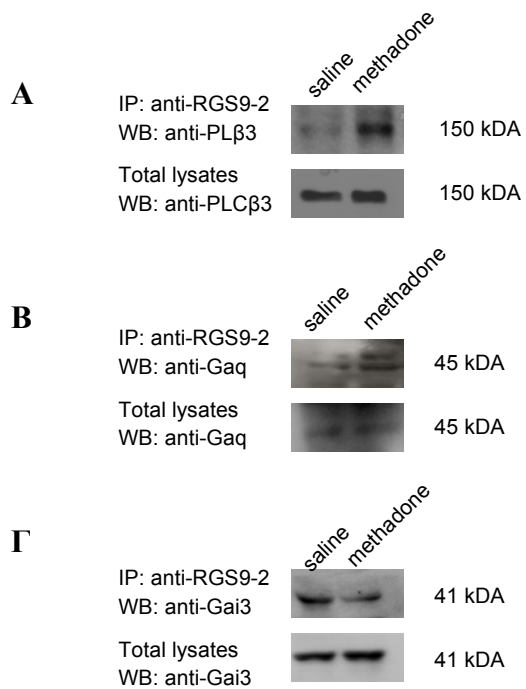 A
saline
methadone
IP: anti-RGS9-2
WB: anti-PLβ3
150 kDA
Total lysates
WB: anti-PLCβ3
150 kDA
B
saline
methadone
IP: anti-RGS9-2
WB: anti-Gaq
45 kDA
Total lysates
WB: anti-Gaq
45 kDA
Γ
saline
methadone
IP: anti-RGS9-2
WB: anti-Gai3
41 kDA
Total lysates
WB: anti-Gai3
41 kDA